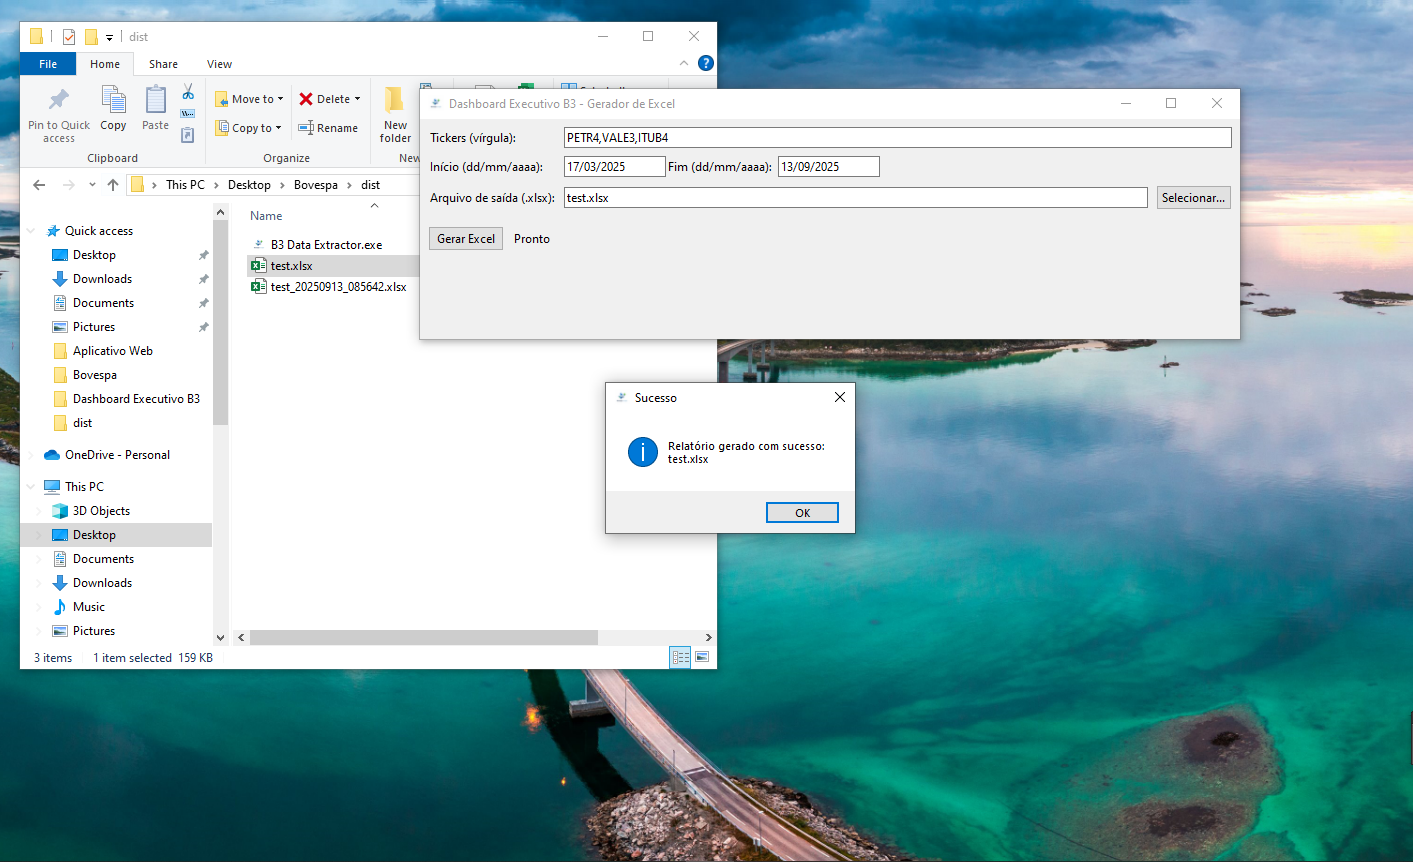 dist
File
Home
Share
View
Pin to Quick
access
Copy
Paste
Move to
Copy to
Delete
Rename
New
folder
Clipboard
Organize
New
This PC
Desktop
Bovespa
dist
Quick access
Desktop
Downloads
Documents
Pictures
Aplicativo Web
Bovespa
Dashboard Executivo B3
dist
OneDrive - Personal
This PC
3D Objects
Desktop
Documents
Downloads
Music
Pictures
Name
B3 Data Extractor.exe
test.xlsx
test_20250913_085642.xlsx
3 items
1 item selected
159 KB
Dashboard Executivo B3 - Gerador de Excel
Tickers (vírgula):
PETR4,VALE3,ITUB4
Início (dd/mm/aaaa):
17/03/2025
Fim (dd/mm/aaaa):
13/09/2025
Arquivo de saída (.xlsx):
test.xlsx
Selecionar...
Gerar Excel
Pronto
Sucesso
Relatório gerado com sucesso:
test.xlsx
OK